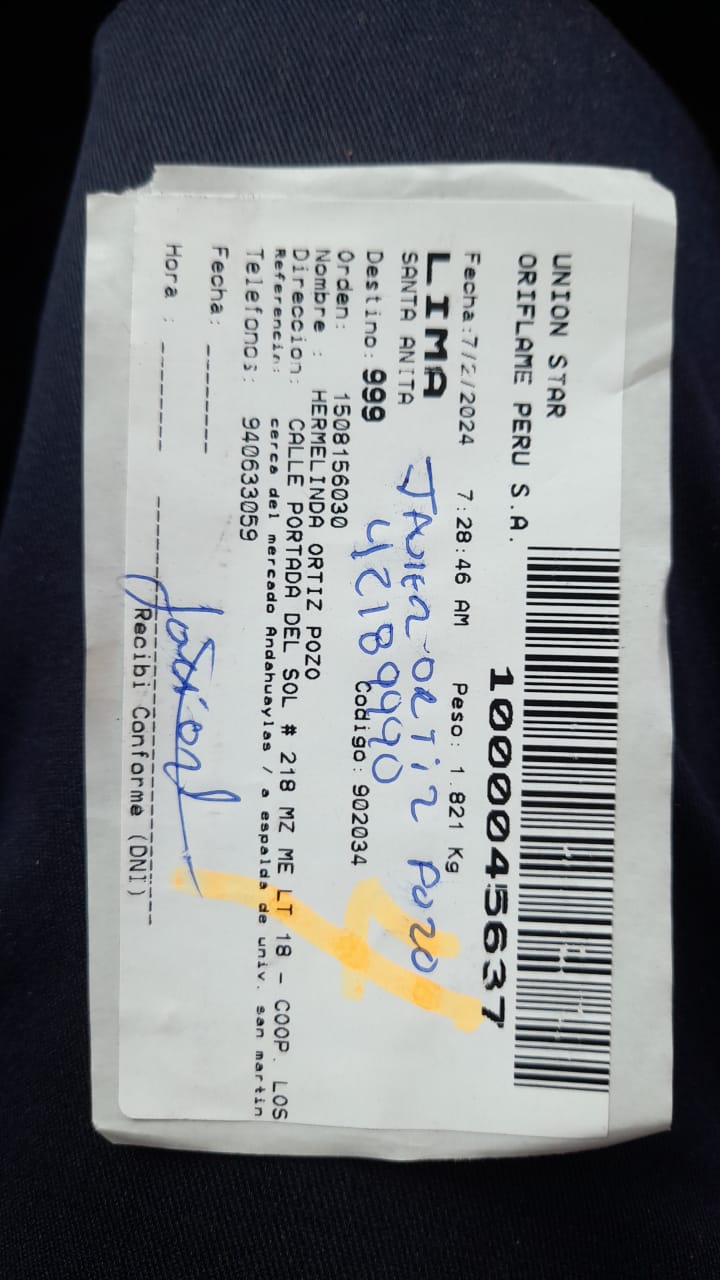 UNION STAR
ORIFLAME PERU S.A.
1000045637
Fecha:7/2/2024 7:28:46 AM Peso: 1.821 Kg
LIMA
JAVIER ORTIZ POZO
SANTA ANITA
42189990
Destino: 999 Codigo: 902034
Orden: 1508156030
Nombre : HERMELINDA ORTIZ POZO
Direccion: CALLE PORTADA DEL SOL # 218 MZ ME LT 18 - COOP. LOS
Referencia: cerca del mercado Andahuaylas / a espalda de univ. san martin
Telefonos: 940633059
Fecha: --------
Hora : --------
Recibi Conforme (DNI)